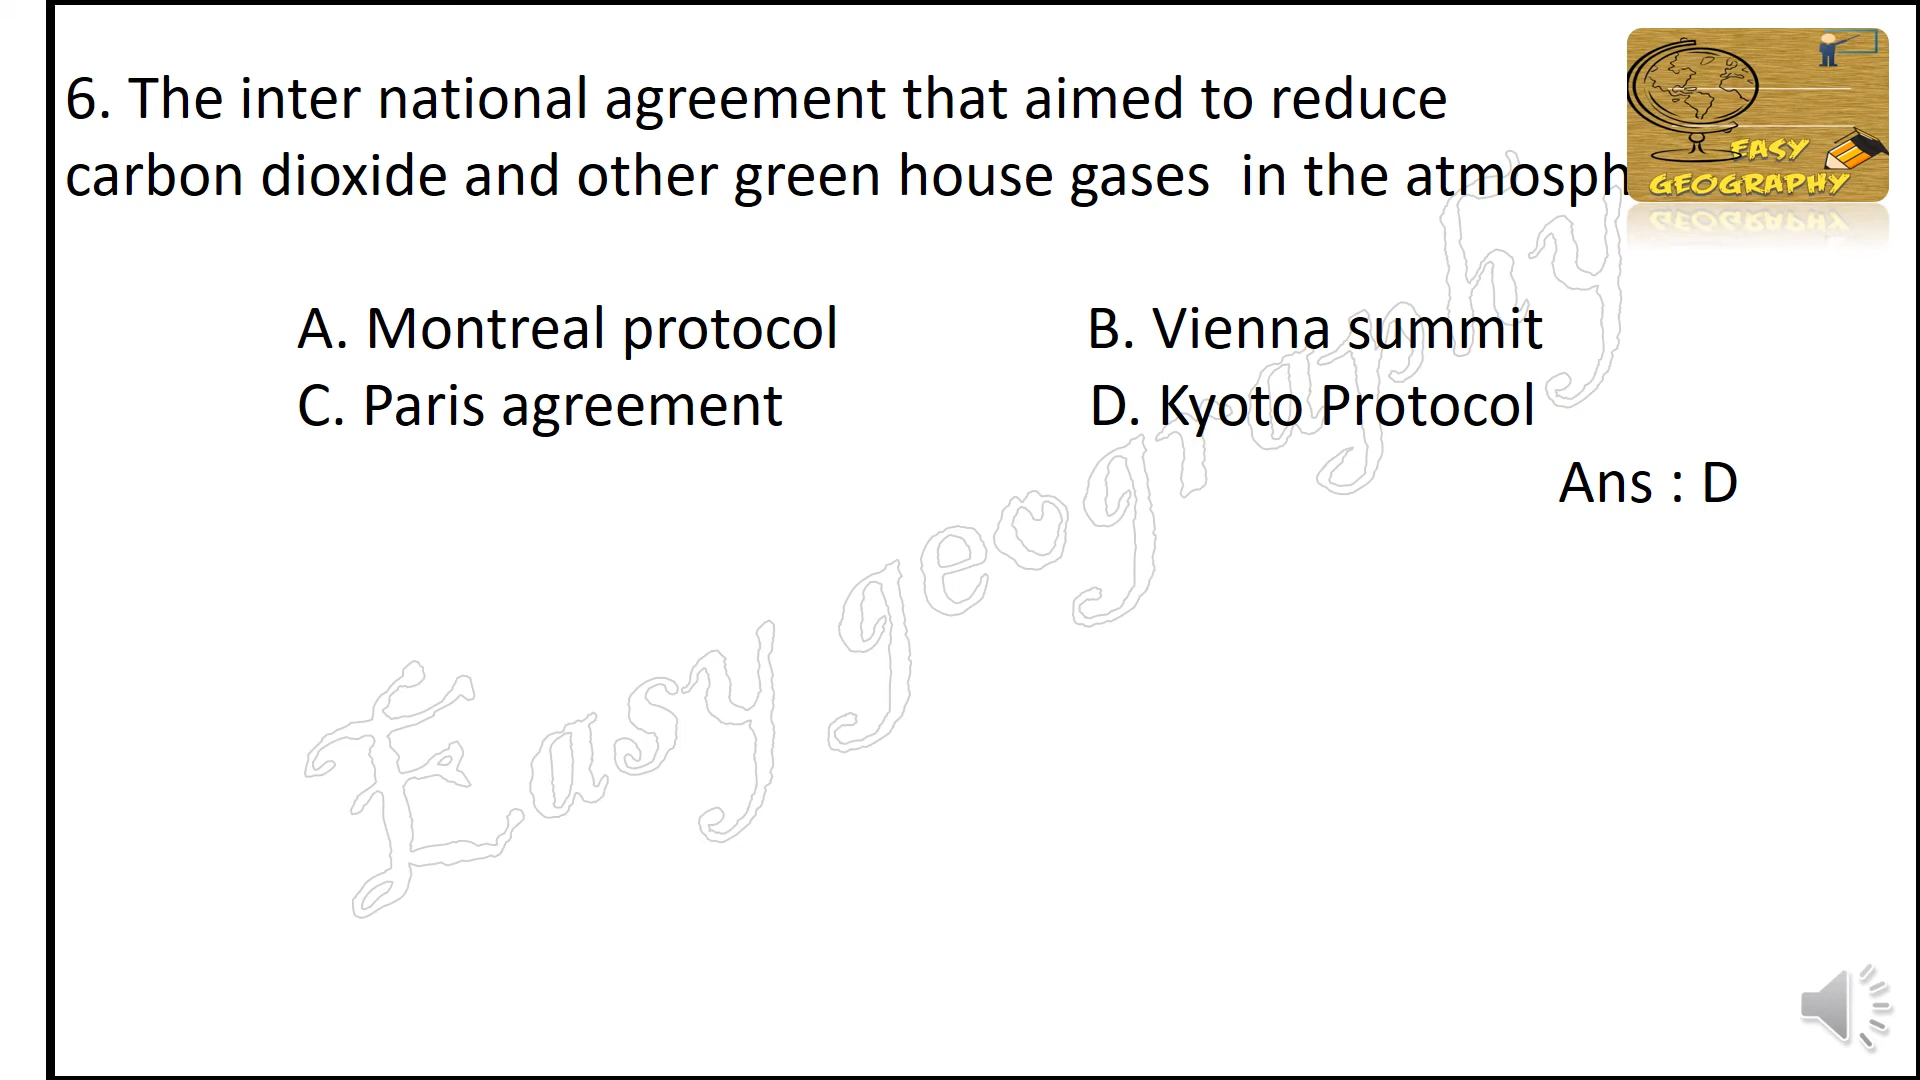 6. The inter national agreement that aimed to reduce
carbon dioxide and other green house gases in the
A. Montreal protocol B. Vienna summit
C. Paris agreement D. Kyoto Protocol
Ans : D
EASY
GEOGRAPHY
Easy geography